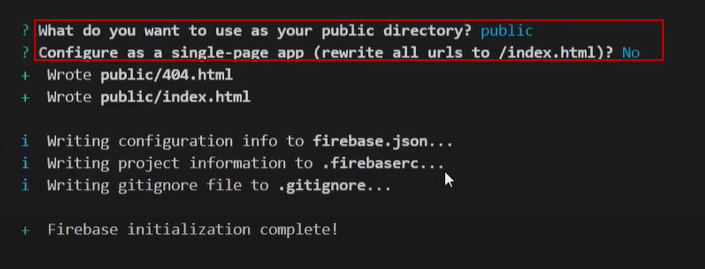 ? What do you want to use as your public directory? public
? Configure as a single-page app (rewrite all urls to /index.html)? No
+ Wrote public/404.html
+ Wrote public/index.html
i Writing configuration info to firebase.json...
i Writing project information to .firebaserc...
i Writing gitignore file to .gitignore...
+ Firebase initialization complete!